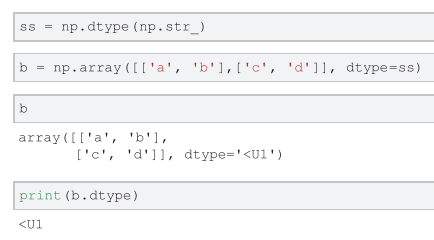 ss = np.dtype(np.str_)
b = np.array([['a', 'b'],['c', 'd']], dtype=ss)
b
array([['a', 'b'],
       ['c', 'd']], dtype='<U1')
print(b.dtype)
<U1